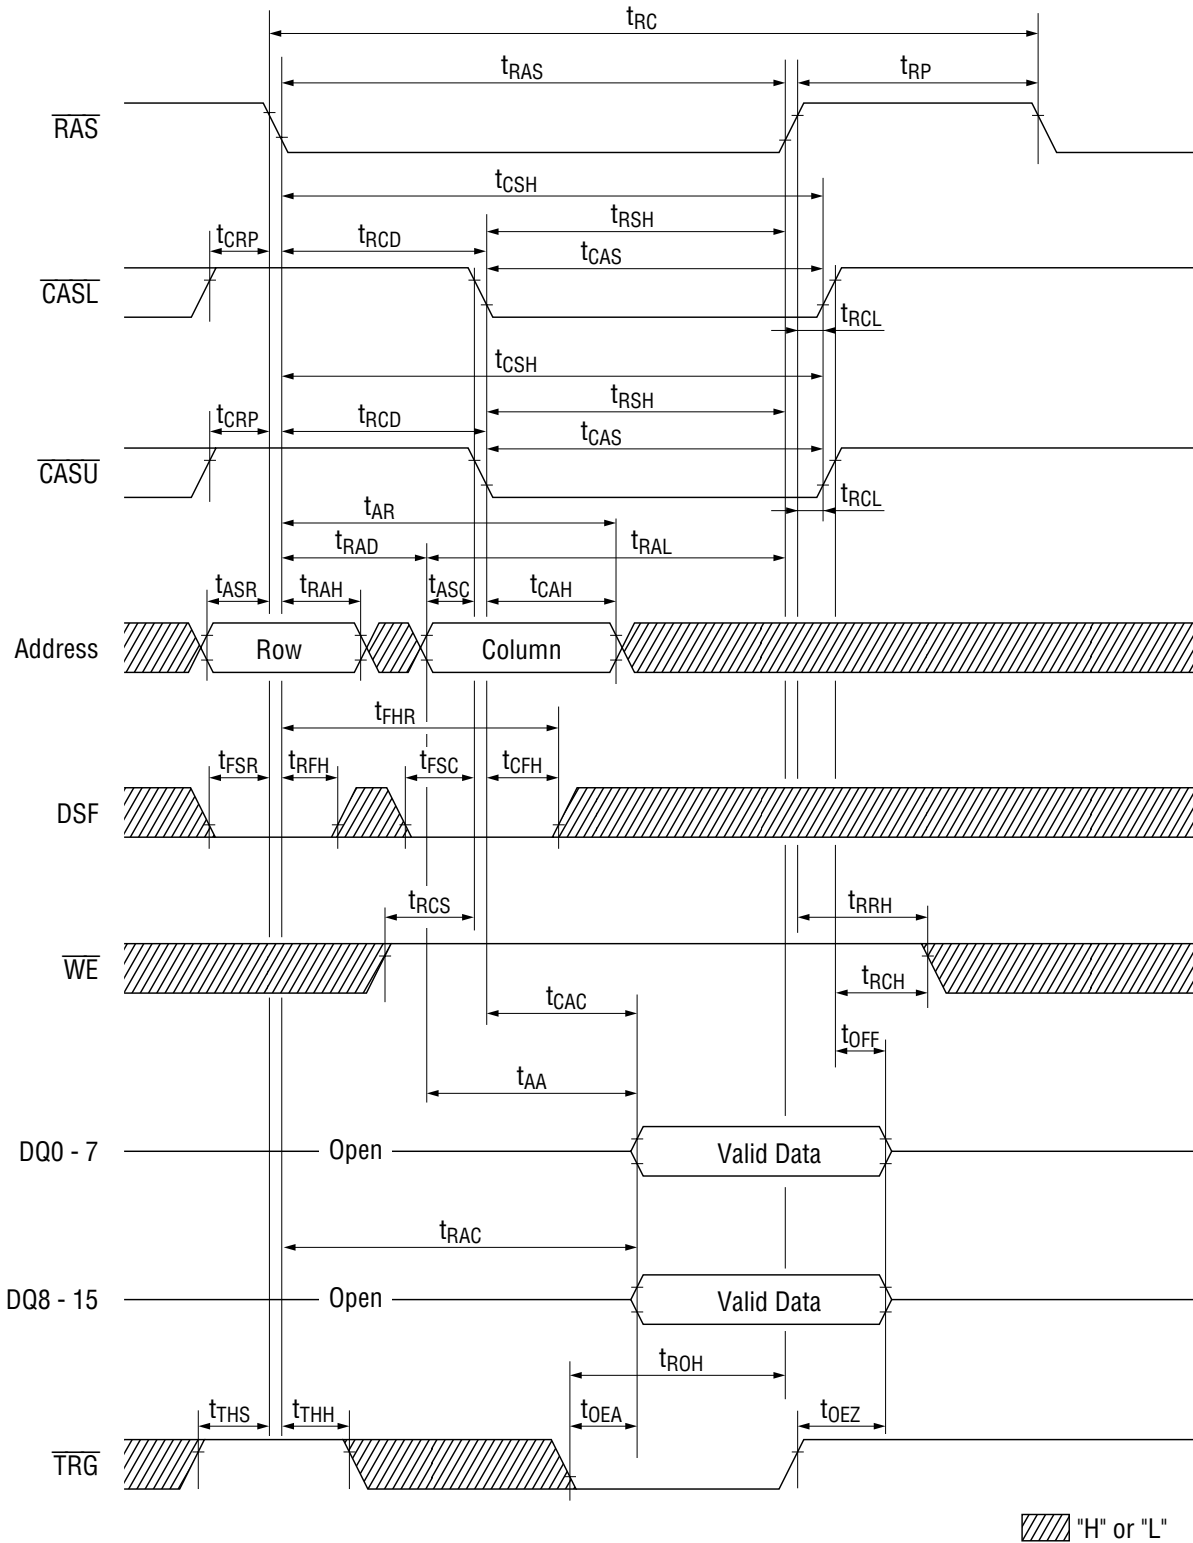 tRC
tRAS
tRP
RAS
tCSH
tRSH
tCRP
tRCD
tCAS
CASL
tRCL
tCSH
tRSH
tCRP
tRCD
tCAS
CASU
tRCL
tAR
tRAD
tRAL
tASR
tRAH
tASC
tCAH
Address
Row
Column
tFHR
tFSR
tRFH
tFSC
tCFH
DSF
tRCS
tRRH
WE
tRCH
tCAC
tOFF
tAA
DQ0 - 7
Open
Valid Data
tRAC
DQ8 - 15
Open
Valid Data
tROH
tTHS
tTHH
tOEA
tOEZ
TRG
"H" or "L"